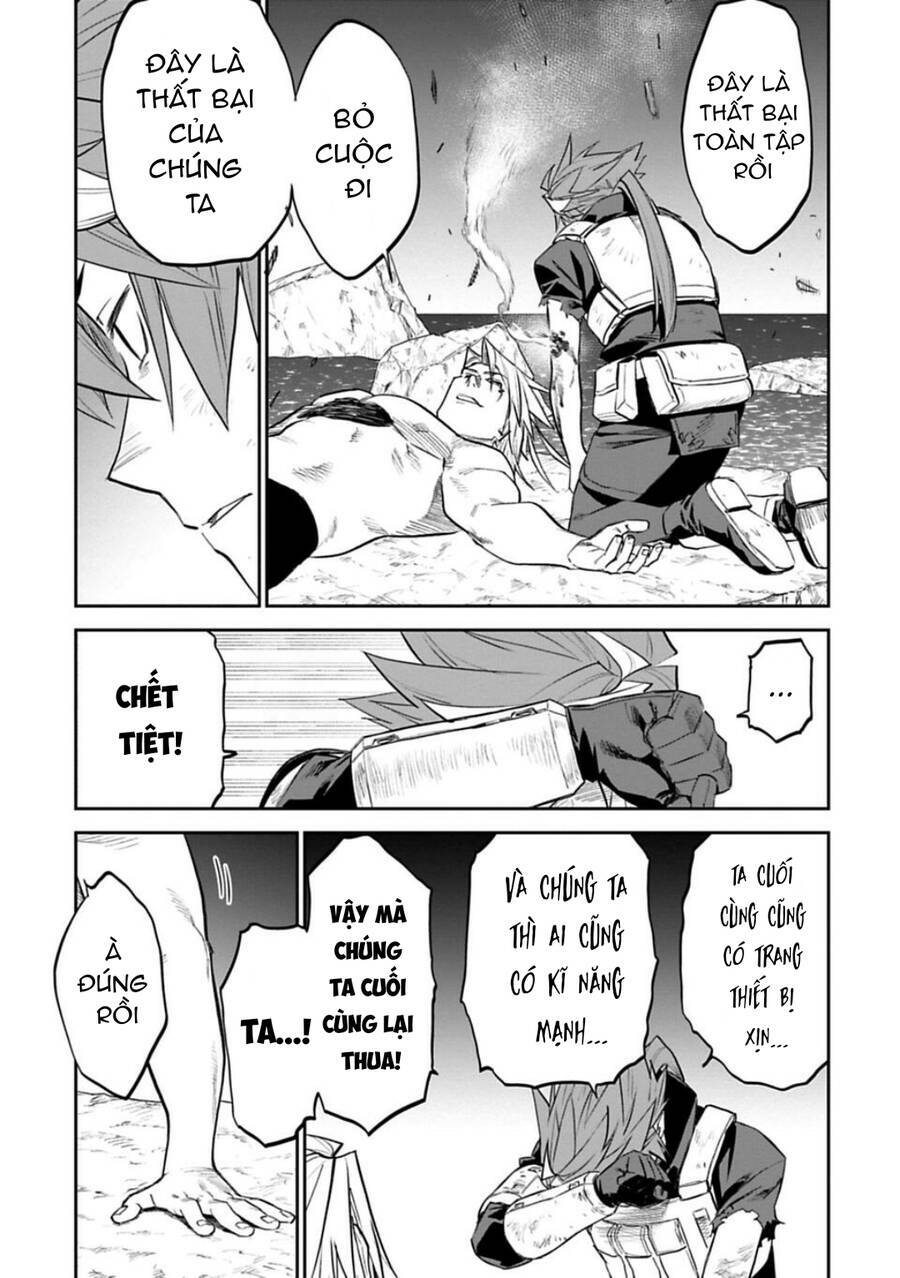 ĐÂY LÀ
THẤT BẠI
TOÀN TẬP
RỒI
BỎ
CUỘC
ĐI
ĐÂY LÀ
THẤT BẠI
CỦA
CHÚNG
TA
...
CHẾT
TIỆT!
TA CUỐI
CÙNG CŨNG
CÓ TRANG
THIẾT BỊ
XỊN...
VÀ CHÚNG TA
THÌ AI CŨNG
CÓ KĨ NĂNG
MẠNH...
VẬY MÀ
CHÚNG
TA CUỐI
CÙNG LẠI
THUA!
TA...!
À
ĐÚNG
RỒI